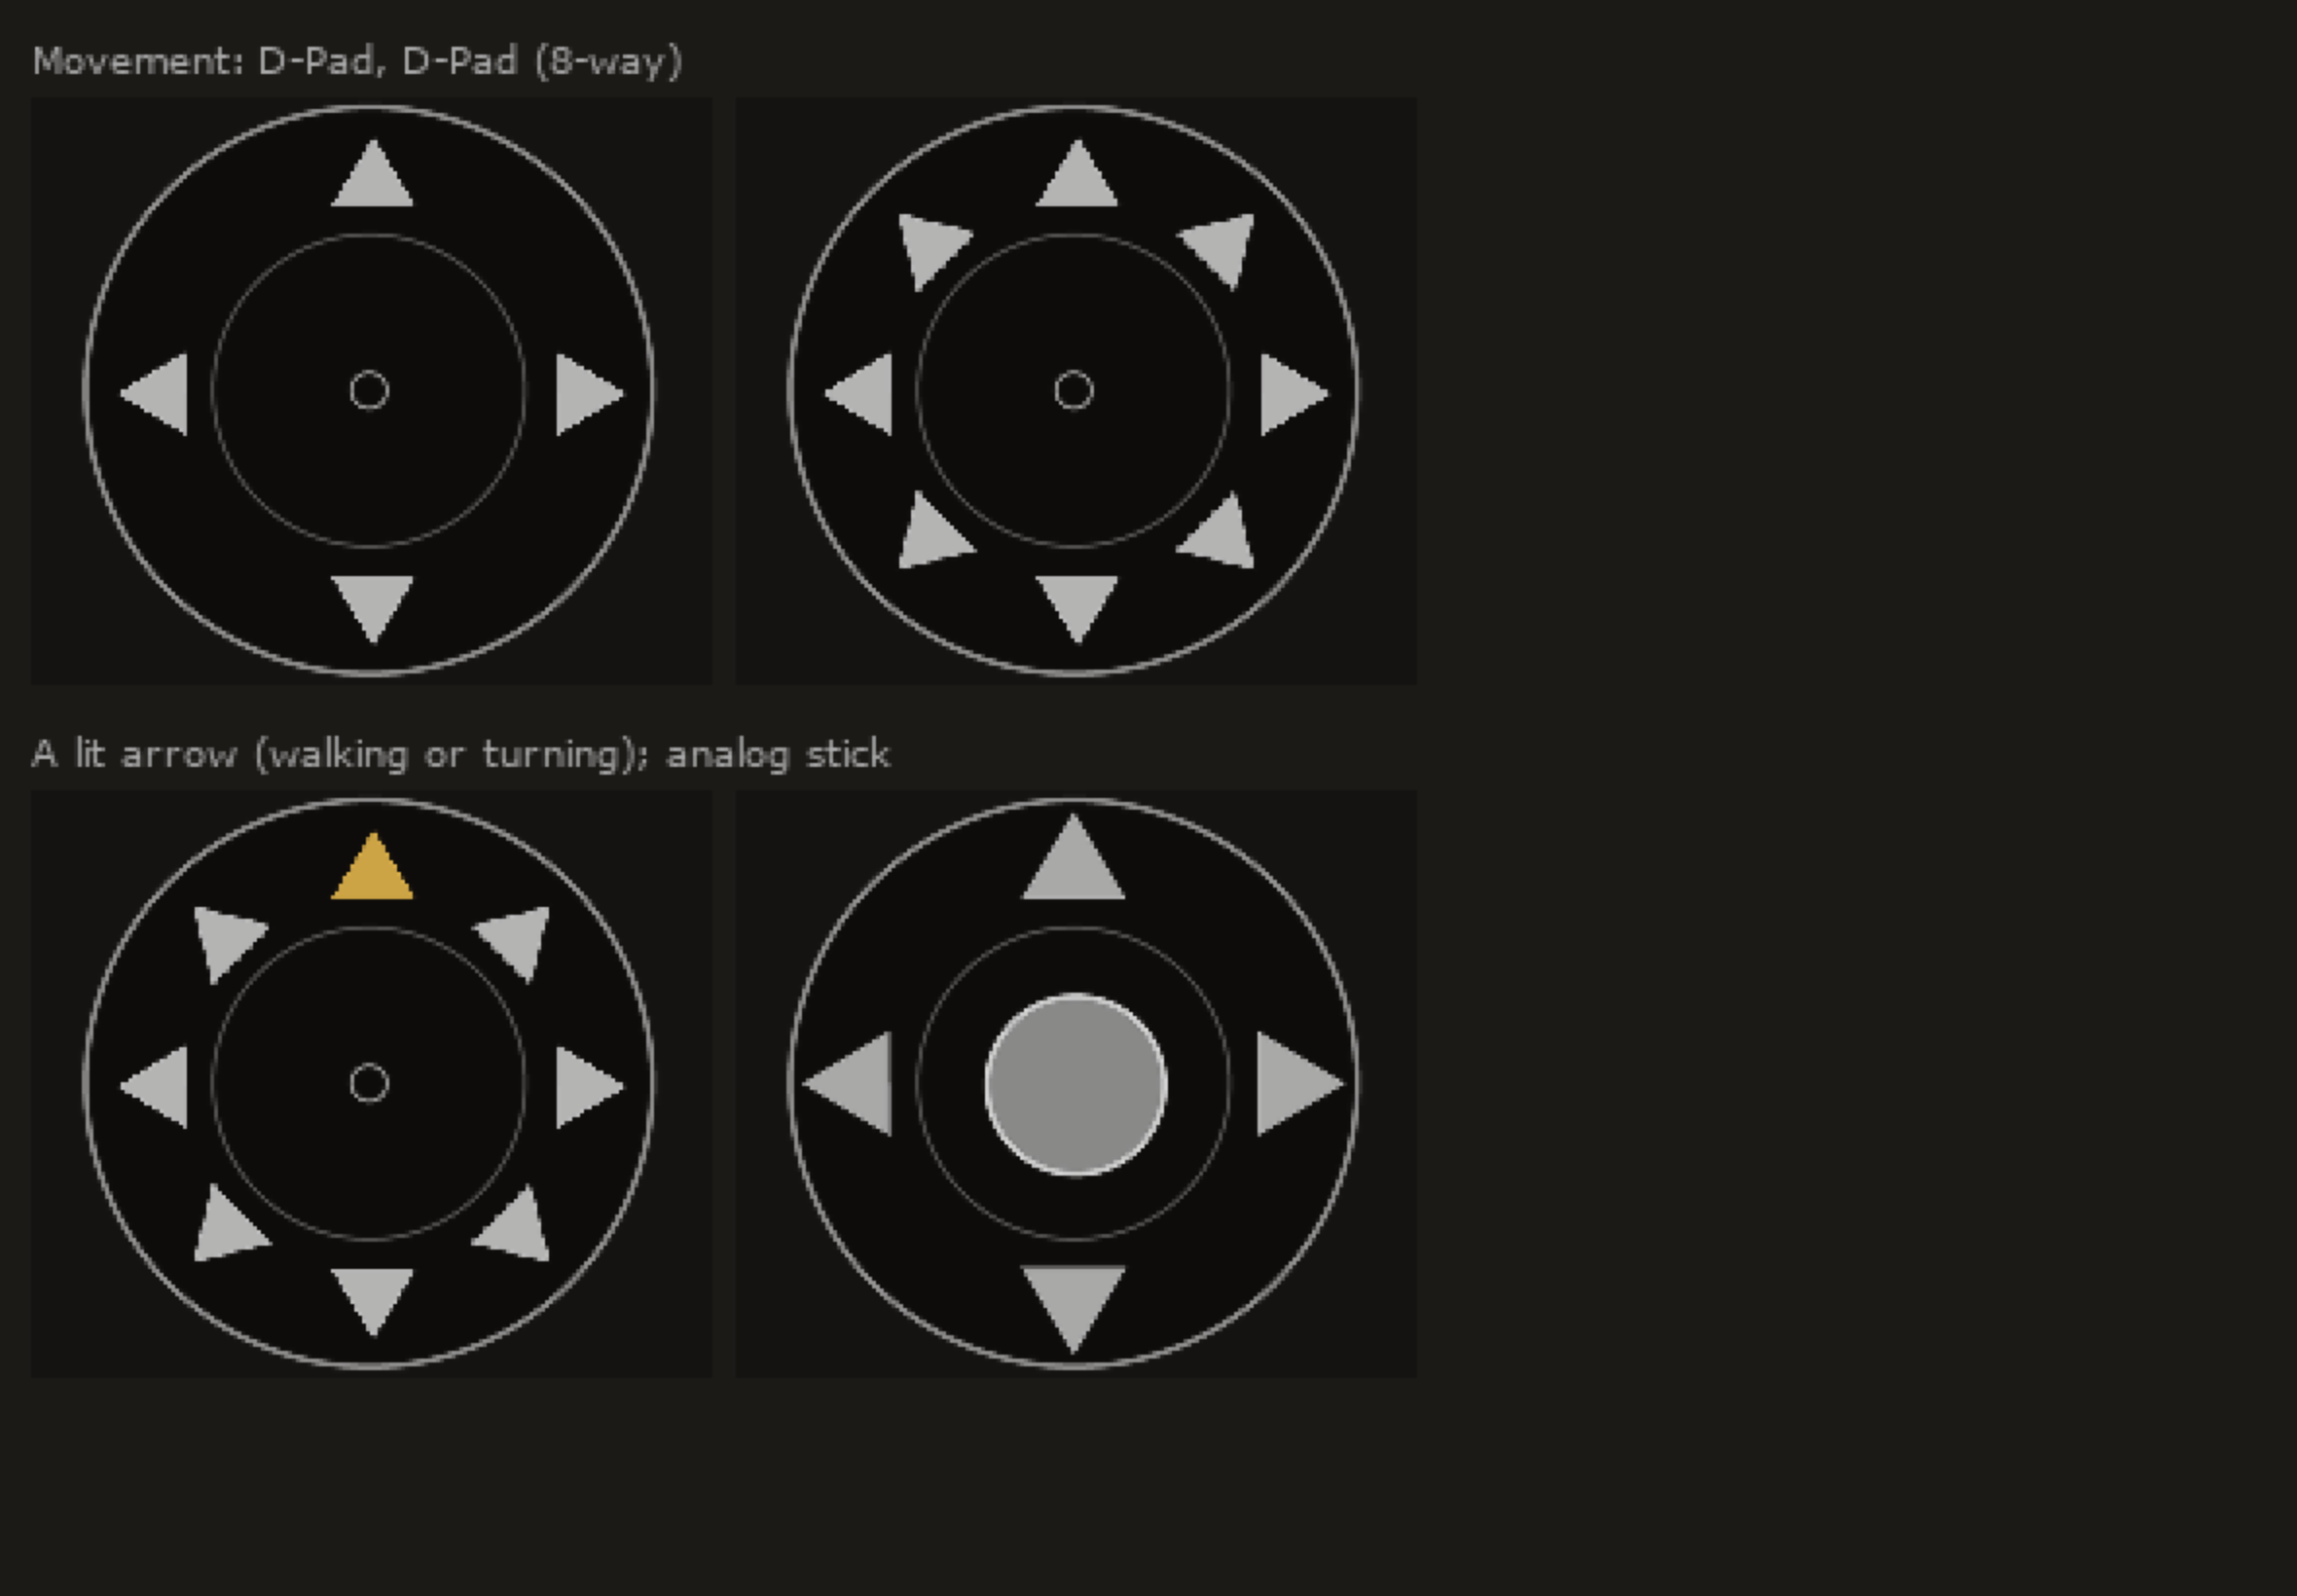 Movement: D-Pad, D-Pad (8-way)
A lit arrow (walking or turning); analog stick